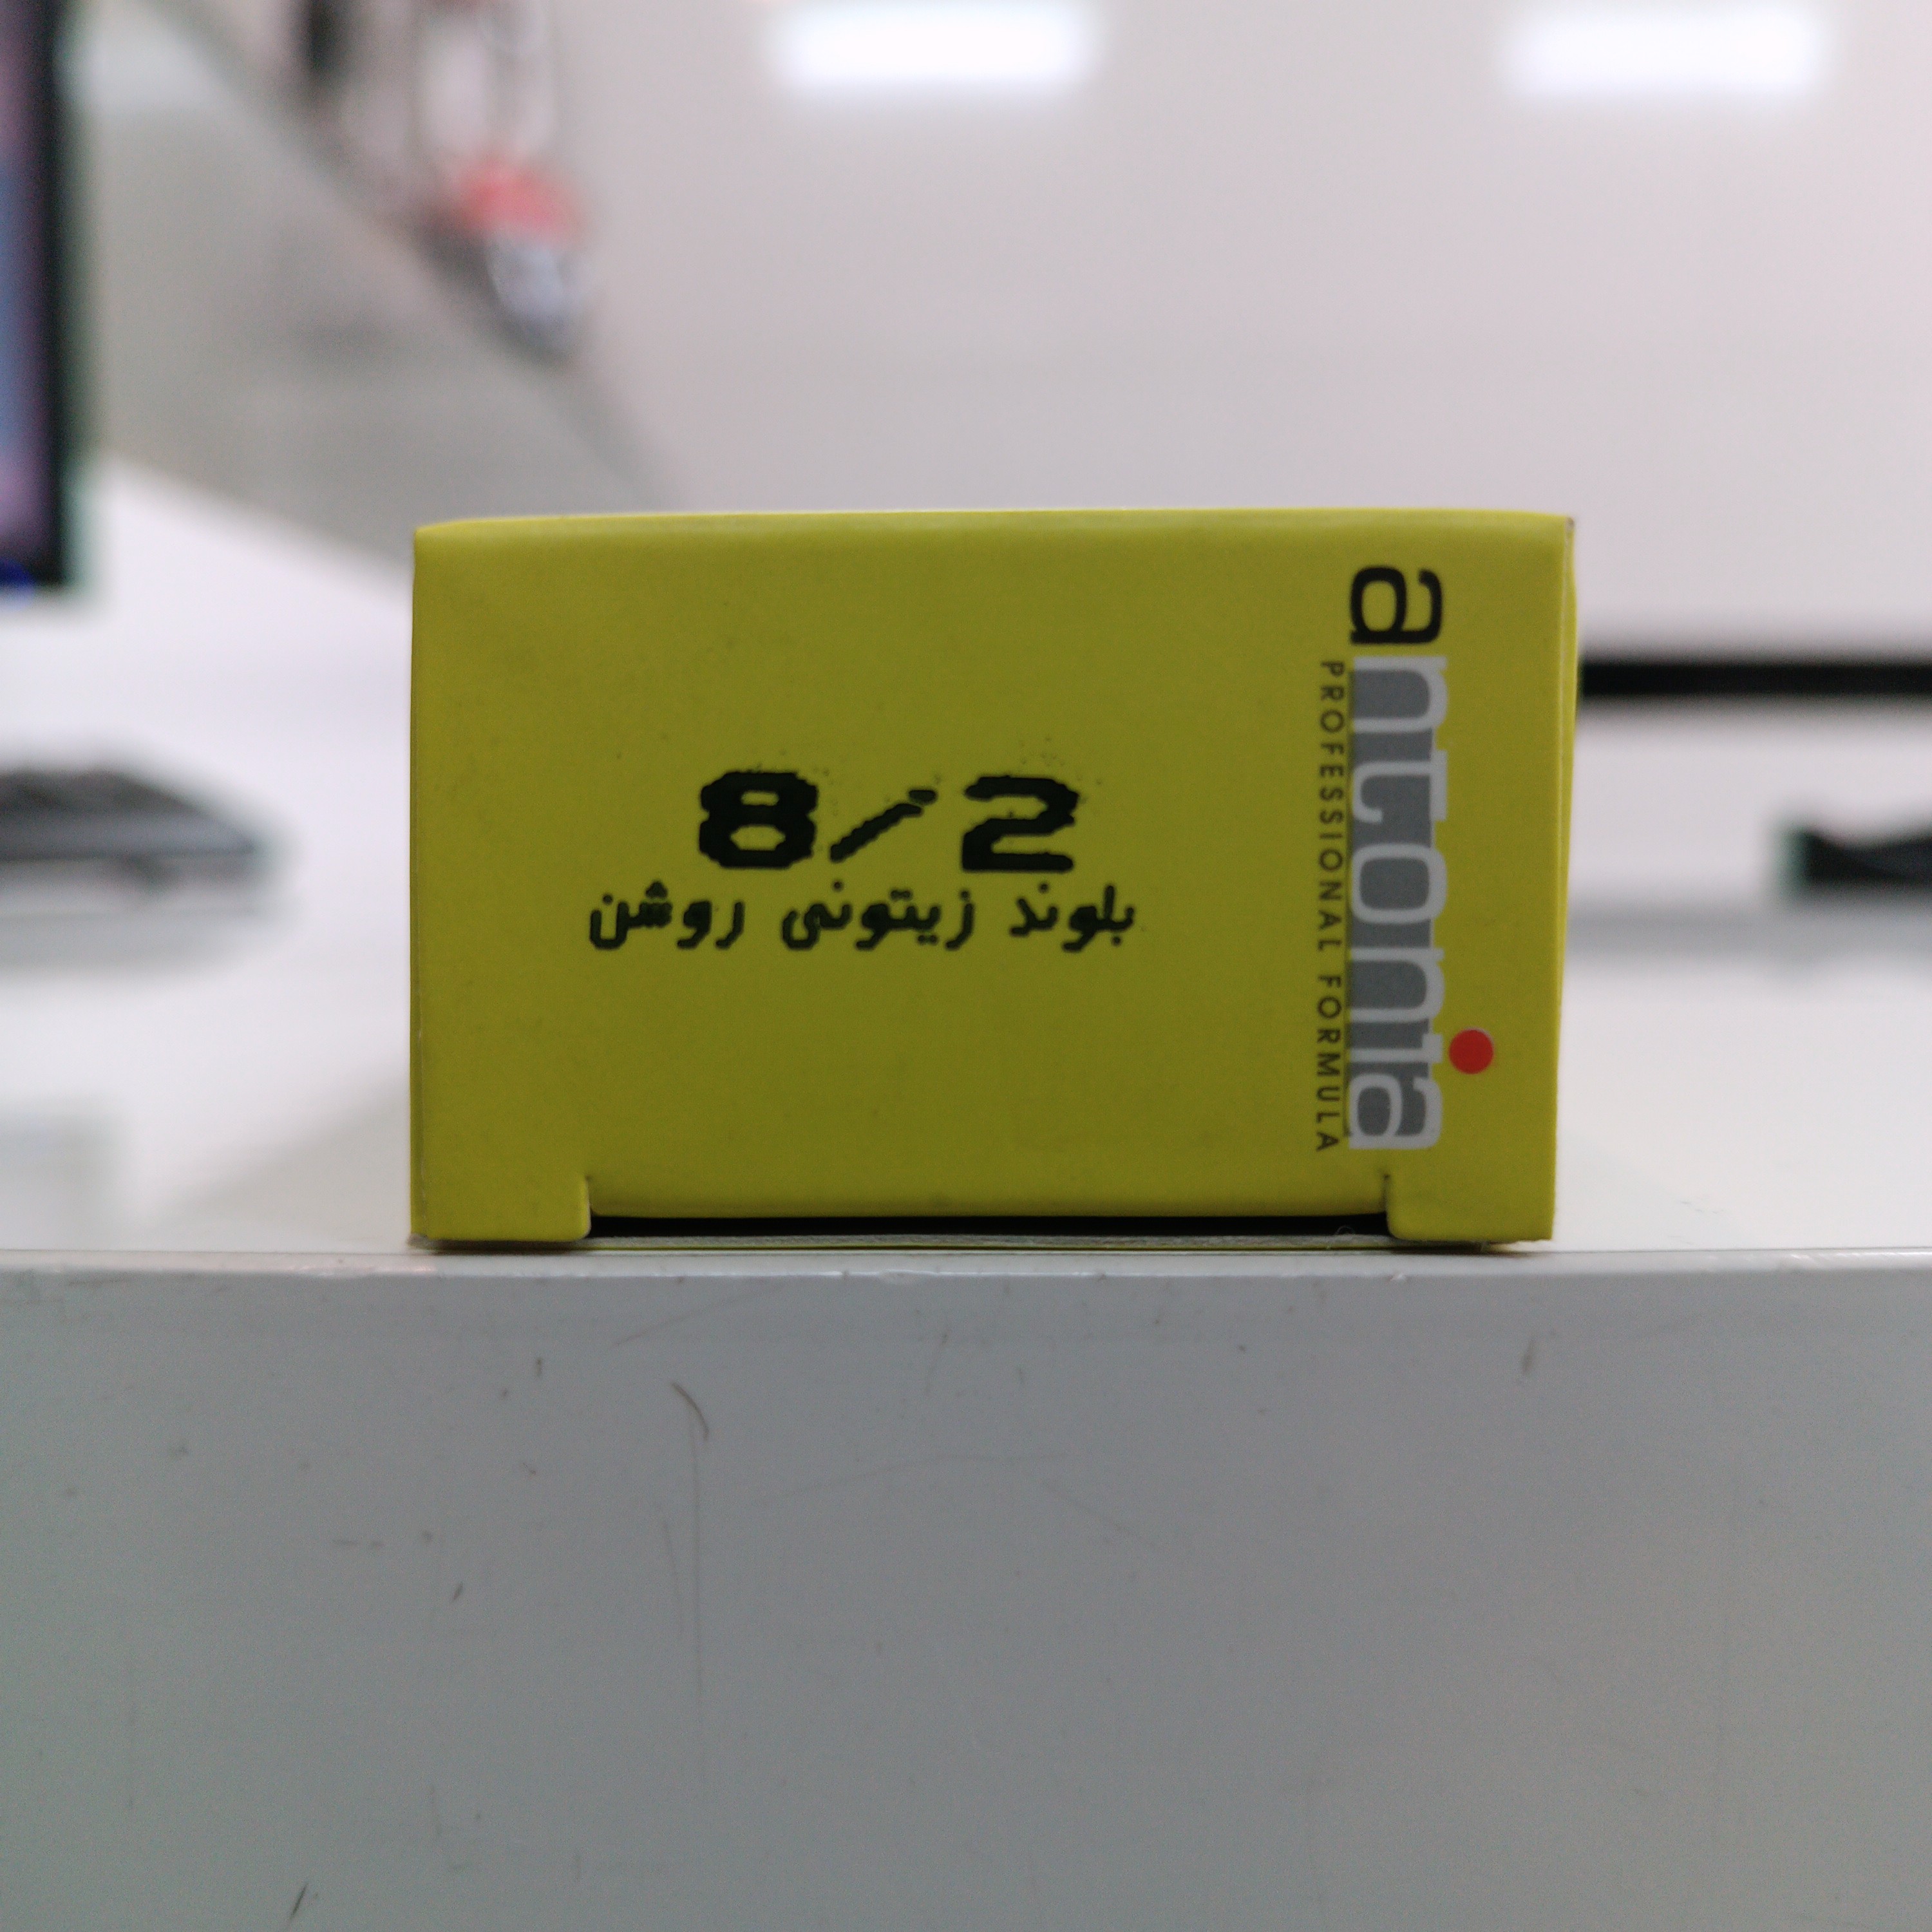 8/2
بلوند زیتونی روشن
antonia
PROFESSIONAL FORMULA